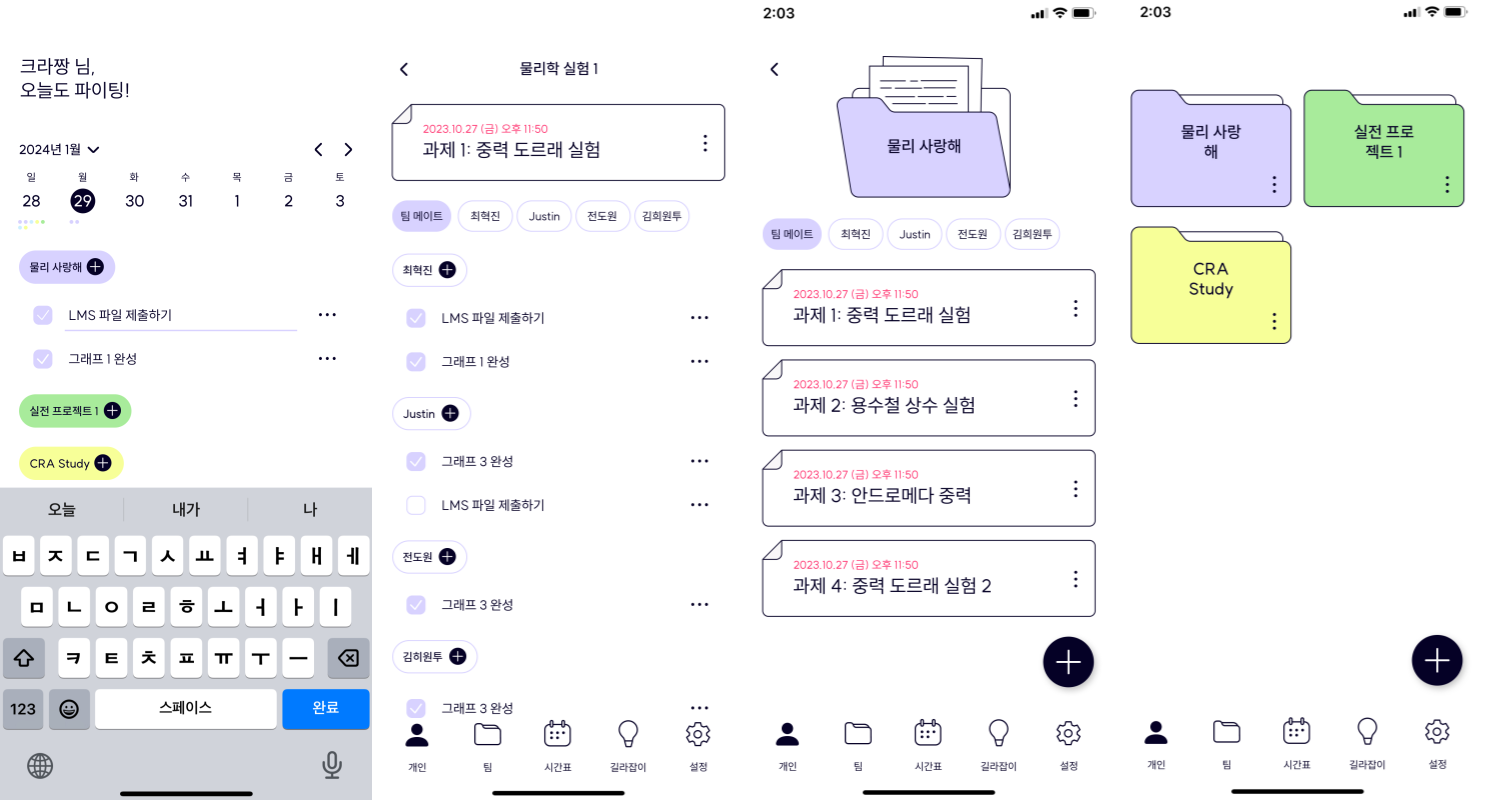 크라짱 님,
오늘도 파이팅!
2024년 1월
일 월 화 수 목 금 토
28 29 30 31 1 2 3
물리 사랑해
LMS 파일 제출하기
그래프 1 완성
실전 프로젝트 1
CRA Study
오늘 내가 나
ㅂ ㅈ ㄷ ㄱ ㅅ ㅛ ㅕ ㅑ ㅐ ㅔ
ㅁ ㄴ ㅇ ㄹ ㅎ ㅗ ㅓ ㅏ ㅣ
ㅋ ㅌ ㅊ ㅍ ㅠ ㅜ ㅡ
123 스페이스 완료
물리학 실험 1
2023.10.27 (금) 오후 11:50
과제 1: 중력 도르래 실험
팀 메이트 최혁진 Justin 전도원 김희원투
최혁진
LMS 파일 제출하기
그래프 1 완성
Justin
그래프 3 완성
LMS 파일 제출하기
전도원
그래프 3 완성
김히원투
그래프 3 완성
개인 팀 시간표 길라잡이 설정
2:03
물리 사랑해
팀 메이트 최혁진 Justin 전도원 김희원투
2023.10.27 (금) 오후 11:50
과제 1: 중력 도르래 실험
2023.10.27 (금) 오후 11:50
과제 2: 용수철 상수 실험
2023.10.27 (금) 오후 11:50
과제 3: 안드로메다 중력
2023.10.27 (금) 오후 11:50
과제 4: 중력 도르래 실험 2
개인 팀 시간표 길라잡이 설정
2:03
물리 사랑
해
실전 프로
젝트 1
CRA
Study
개인 팀 시간표 길라잡이 설정